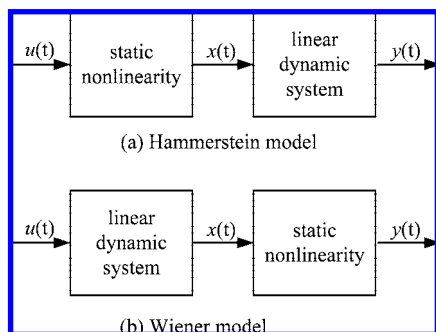 u(t)
static
nonlinearity
x(t)
linear
dynamic
system
y(t)
(a) Hammerstein model
u(t)
linear
dynamic
system
x(t)
static
nonlinearity
y(t)
(b) Wiener model